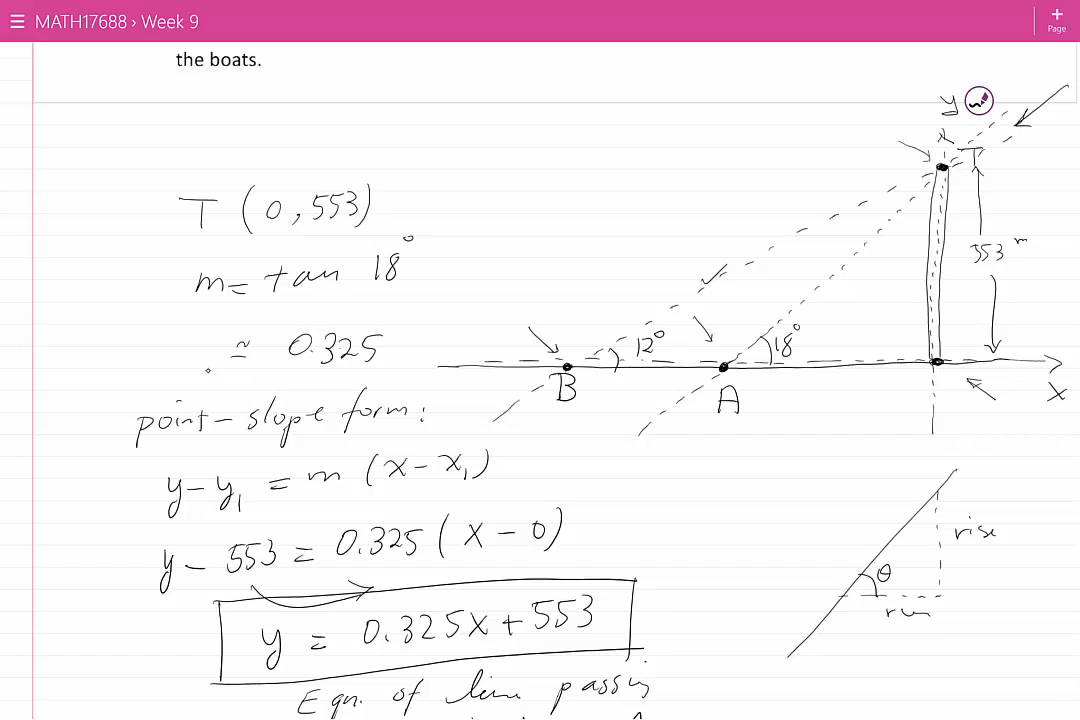 MATH17688 › Week 9
+
Page
the boats.
y
T
T (0, 553)
553 m
m = tan 18°
12°
18°
≃ 0.325
B
A
x
point-slope form:
y - y₁ = m (x - x₁)
y - 553 = 0.325 (x - 0)
rise
θ
run
y = 0.325x + 553
Eqn. of line passing